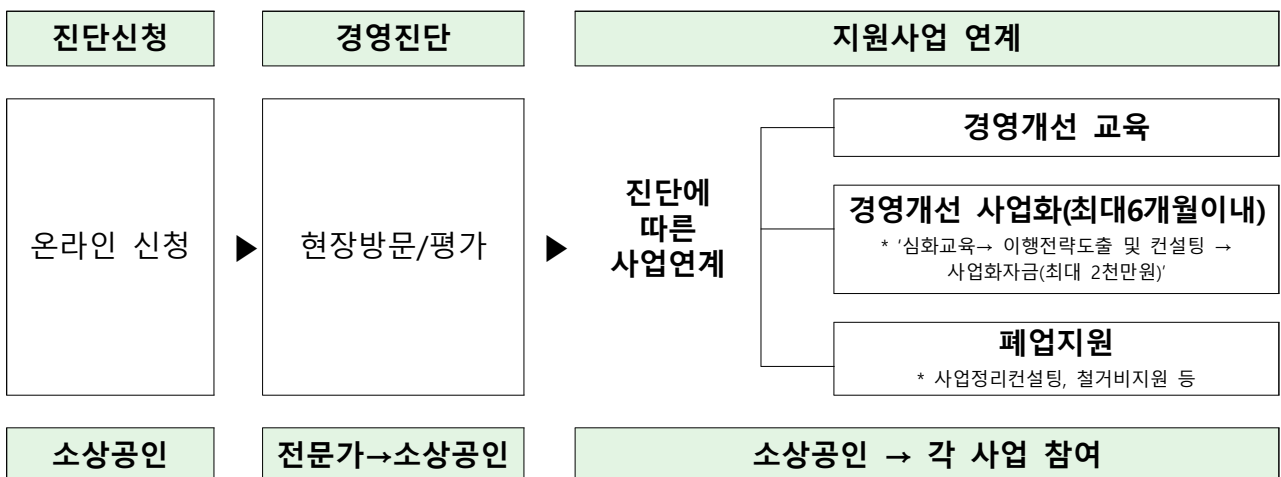 진단신청
경영진단
지원사업 연계
온라인 신청
▶
현장방문/평가
▶
진단에
따른
사업연계
경영개선 교육
경영개선 사업화(최대6개월이내)
* ‘심화교육→ 이행전략도출 및 컨설팅 →
사업화자금(최대 2천만원)’
폐업지원
* 사업정리컨설팅, 철거비지원 등
소상공인
전문가→소상공인
소상공인 → 각 사업 참여